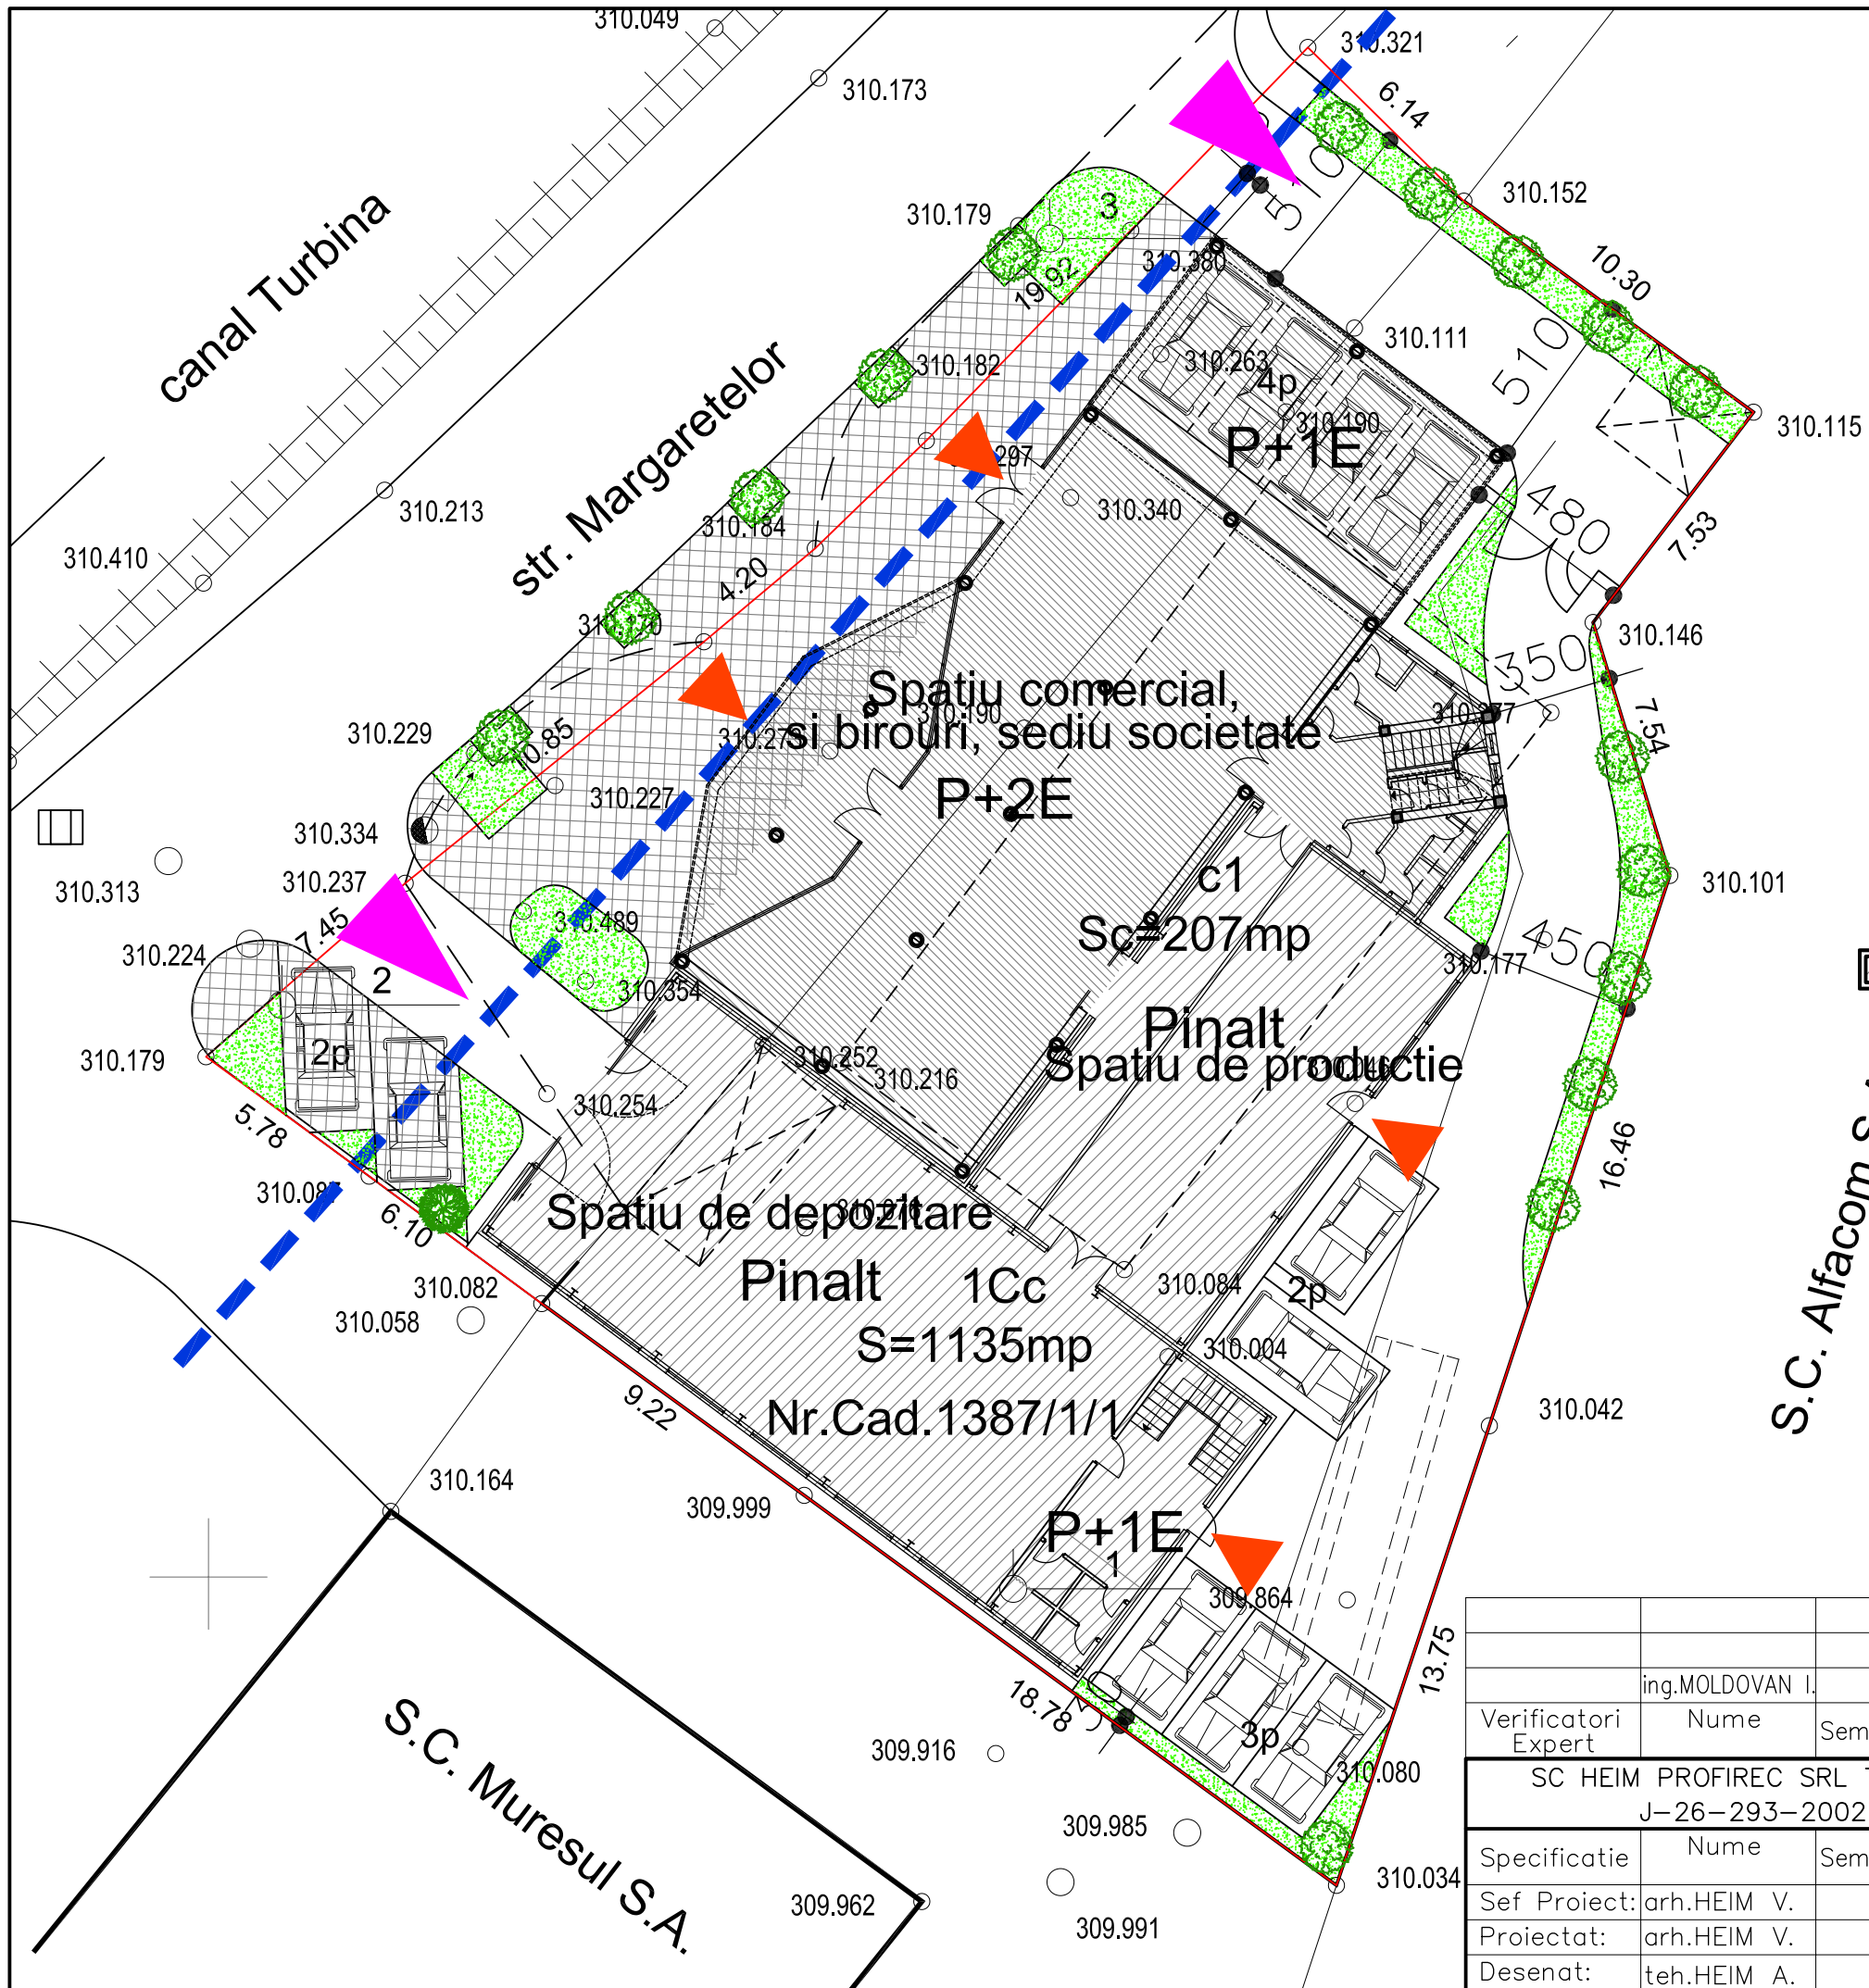 310.049
310.321
310.173
6.14
510
310.152
310.179
3
canal Turbina
10.30
19.92
310.380
310.111
310.182
310.263
4p
510
310.190
P+1E
310.115
str. Margaretelor
310.213
310.340
480
310.184
7.53
310.410
4.20
310.146
350
Spatiu comercial,
310.190
si birouri, sediu societate
7.54
310.229
P+2E
310.227
310.334
310.237
c1
310.101
310.313
Sc=207mp
310.489
7.45
310.224
450
310.177
2
310.354
Pinalt
Spatiu de productie
310.179
2p
310.252
310.216
310.254
5.78
16.46
S.C. Alfacom S.
6.10
Spatiu de depozitare
310.082
Pinalt
1Cc
310.084
2p
310.058
S=1135mp
310.004
9.22
Nr.Cad.1387/1/1
310.042
310.164
309.999
P+1E
1
309.864
13.75
18.78
S.C. Muresul S.A.
309.916
3p
310.080
309.985
310.034
309.962
309.991
ing.MOLDOVAN I.
Verificatori Nume Sem
Expert
SC HEIM PROFIREC SRL T
J-26-293-2002
Specificatie Nume Sem
Sef Proiect: arh.HEIM V.
Proiectat: arh.HEIM V.
Desenat: teh.HEIM A.